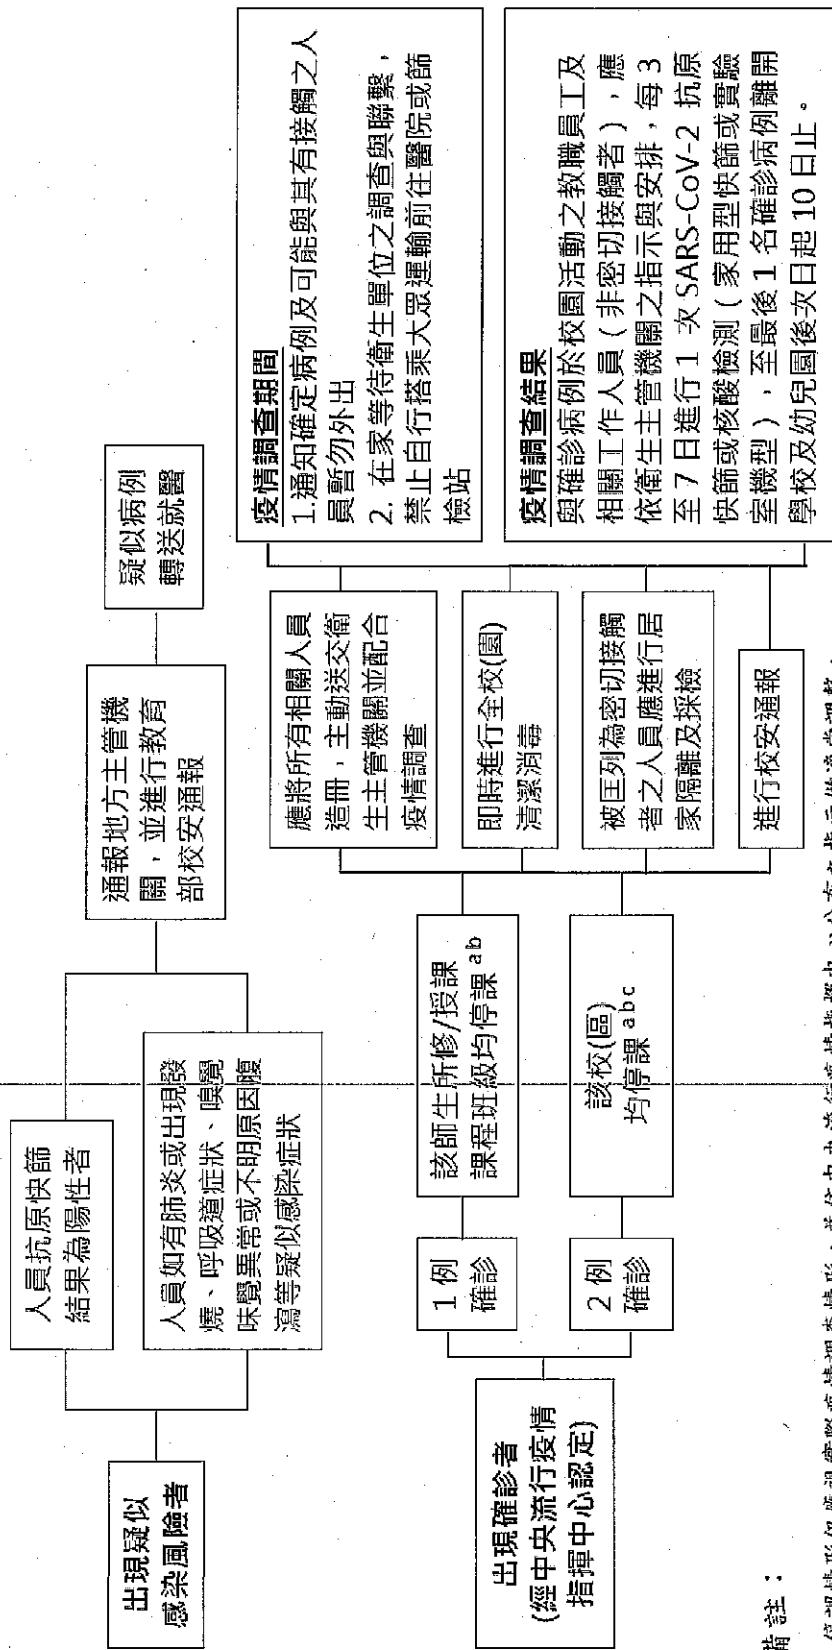 出現疑似
感染風險者
人員抗原快篩
結果為陽性者
人員如有肺炎或出現發
燒、呼吸道症狀、嗅覺
味覺異常或不明原因腹
瀉等疑似感染症狀
通報地方主管機
關，並進行教育
部校安通報
疑似病例
轉送就醫
出現確診者
(經中央流行疫情
指揮中心認定)
1 例
確診
2 例
確診
該師生所修/授課
課程班級均停課 ab
該校(區)
均停課 abc
應將所有相關人員
造冊，主動送交衛
生主管機關並配合
疫情調查
即時進行全校(園)
清潔消毒
被匡列為密切接觸
者之人員應進行居
家隔離及採檢
進行校安通報
疫情調查期間
1.通知確定病例及可能與其有接觸之人
員暫勿外出
2. 在家等待衛生單位之調查與聯繫，
禁止自行搭乘大眾運輸前往醫院或篩
檢站
疫情調查結果
與確診病例於校園活動之教職員工及
相關工作人員（非密切接觸者），應
依衛生主管機關之指示與安排，每 3
至 7 日進行 1 次 SARS-CoV-2 抗原
快篩或核酸檢測（家用型快篩或實驗
室機型），至最後 1 名確診病例離開
學校及幼兒園後次日起 10 日止。
備註：